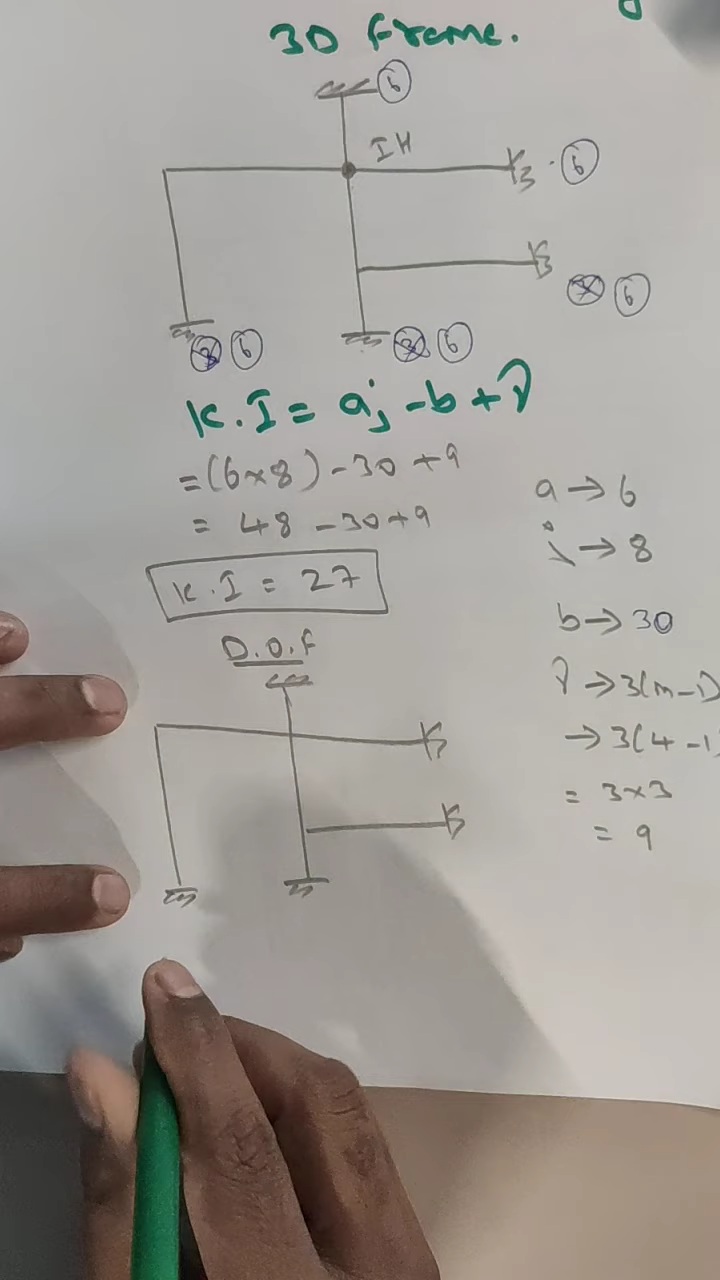 3D Frame.
6
IH
6
6
6
6
K.I = aj - b + γ
= (6×8) - 30 + 9
= 48 - 30 + 9
K.I = 27
a → 6
j → 8
b → 30
γ → 3(m-1)
→ 3(4-1)
= 3×3
= 9
D.O.F